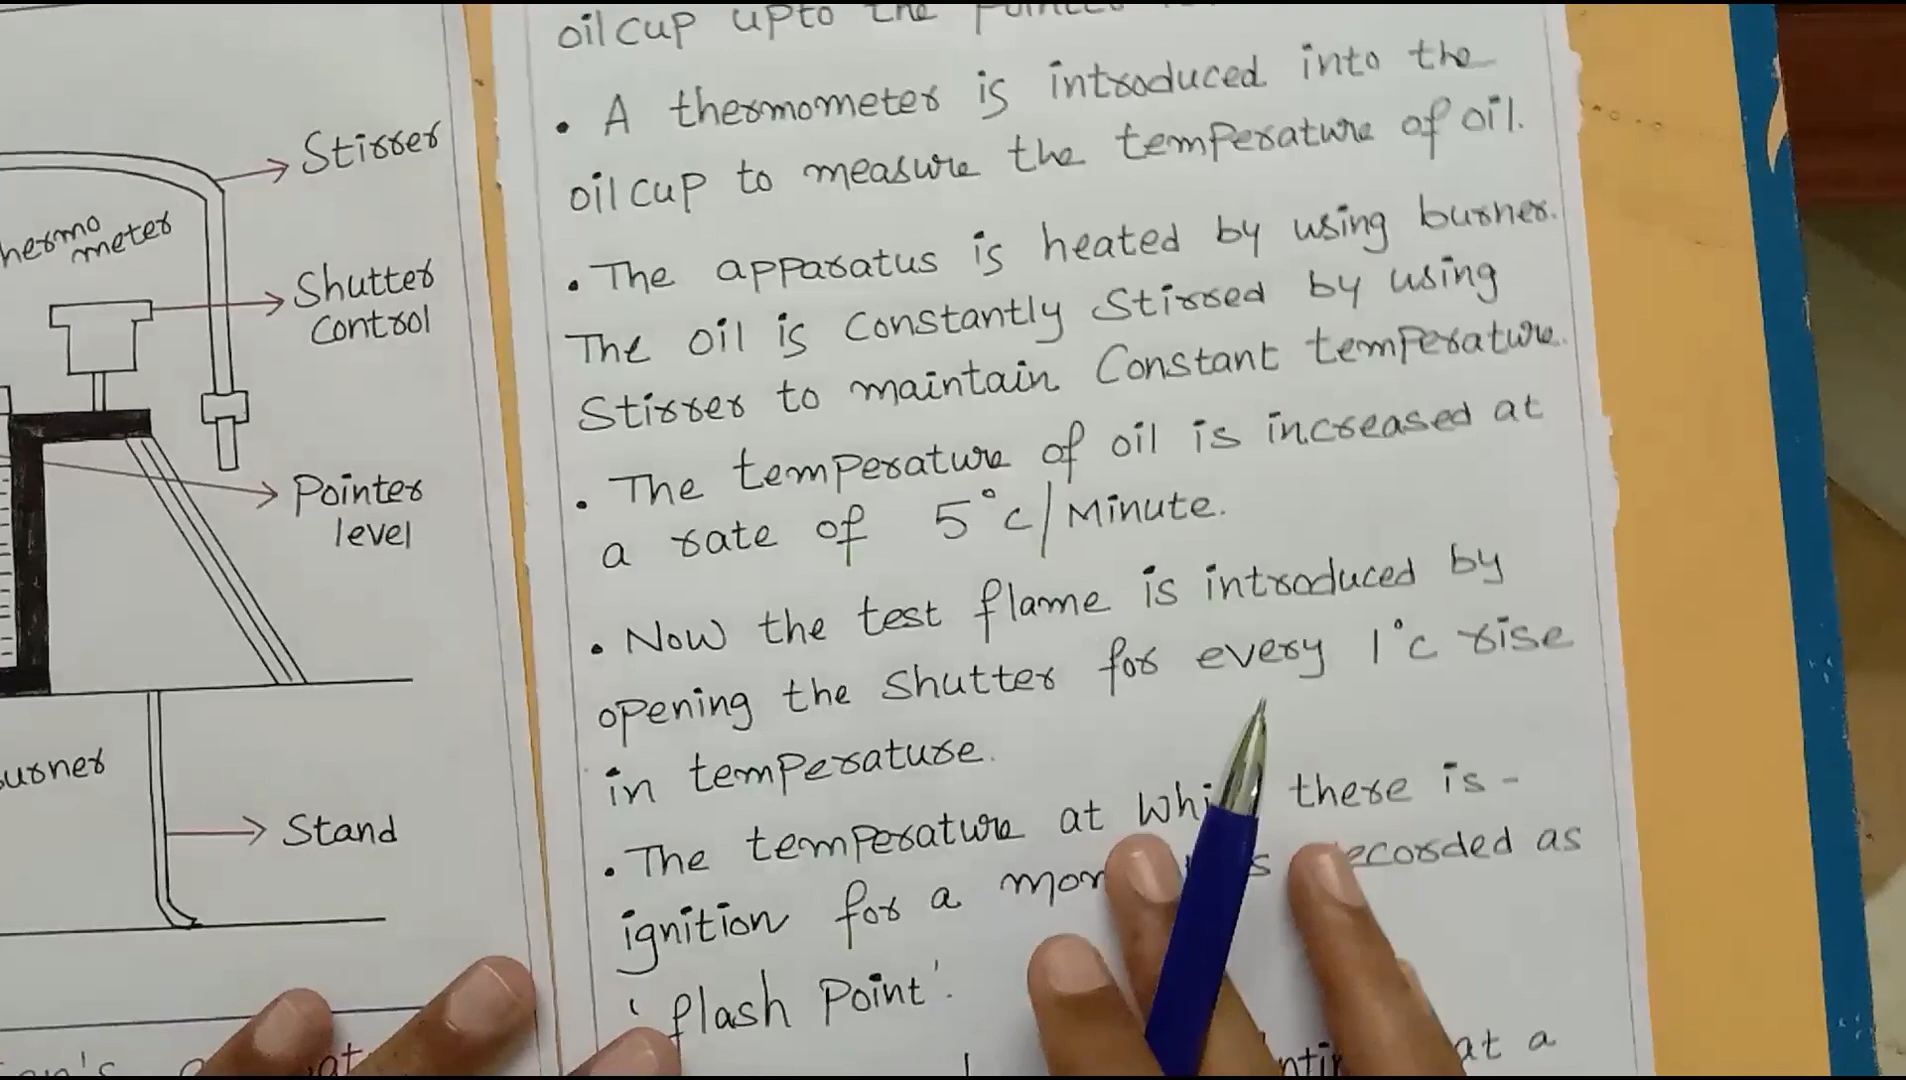 Stirrer
meter
Shutter
Control
Pointer
level
Stand
oil cup upto the
• A thermometer is introduced into the
oil cup to measure the temperature of oil.
• The apparatus is heated by using burner.
The oil is Constantly Stirred by using
Stirrer to maintain Constant temperature.
• The temperature of oil is increased at
a rate of 5°c/Minute.
• Now the test flame is introduced by
opening the Shutter for every 1°c rise
in temperature.
• The temperature at there is -
ignition for a as
'flash Point'.
at a